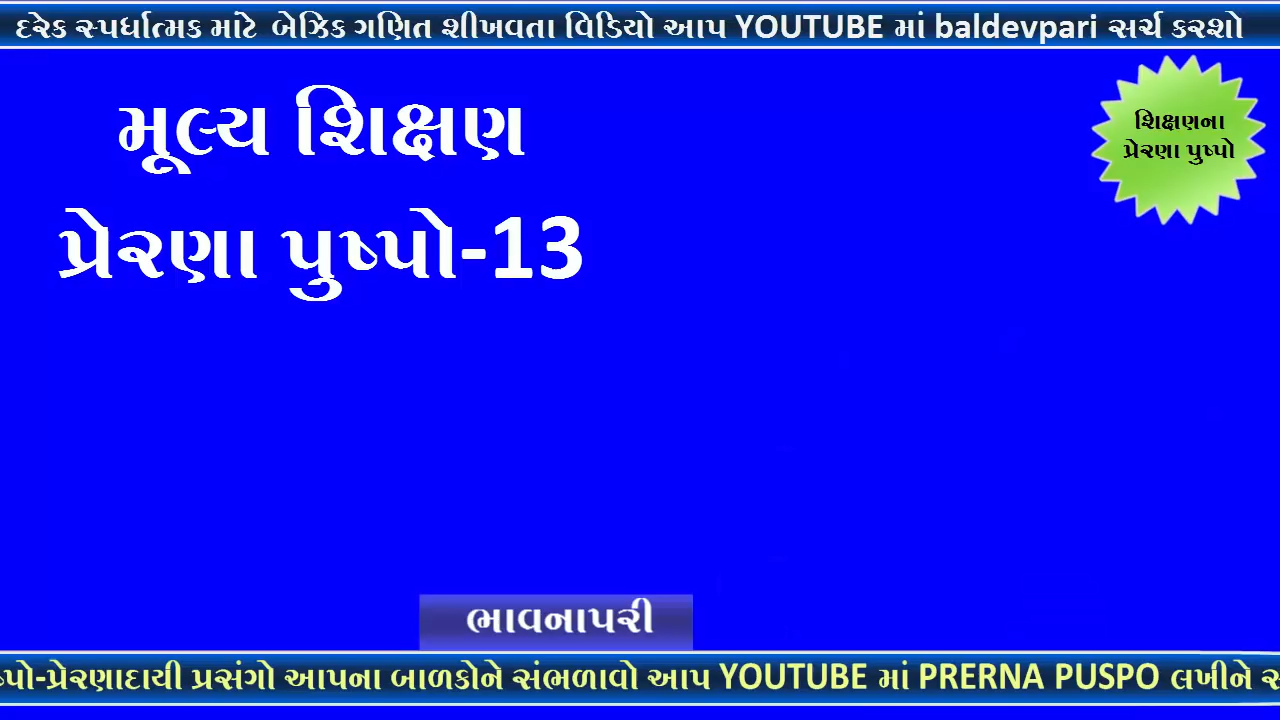 દરેક સ્પર્ધાત્મક માટે બેઝિક ગણિત શીખવતા વિડિયો આપ YOUTUBE માં baldevpari સર્ચ કરશો
શિક્ષણના
પ્રેરણા પુષ્પો
મૂલ્ય શિક્ષણ
પ્રેરણા પુષ્પો-13
ભાવનાપરી
પો-પ્રેરણાદાયી પ્રસંગો આપના બાળકોને સંભળાવો આપ YOUTUBE માં PRERNA PUSPO લખીને